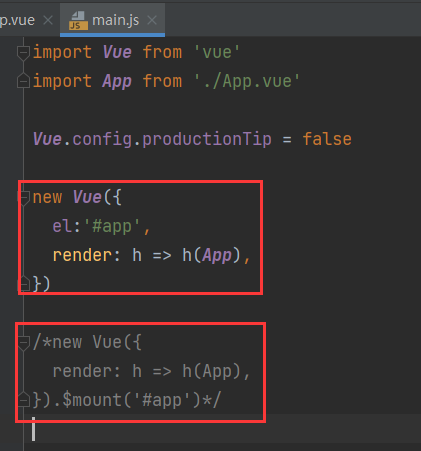 p.vue main.js
import Vue from 'vue'
import App from './App.vue'
Vue.config.productionTip = false
new Vue({
el:'#app',
render: h => h(App),
})
/*new Vue({
render: h => h(App),
}).$mount('#app')*/